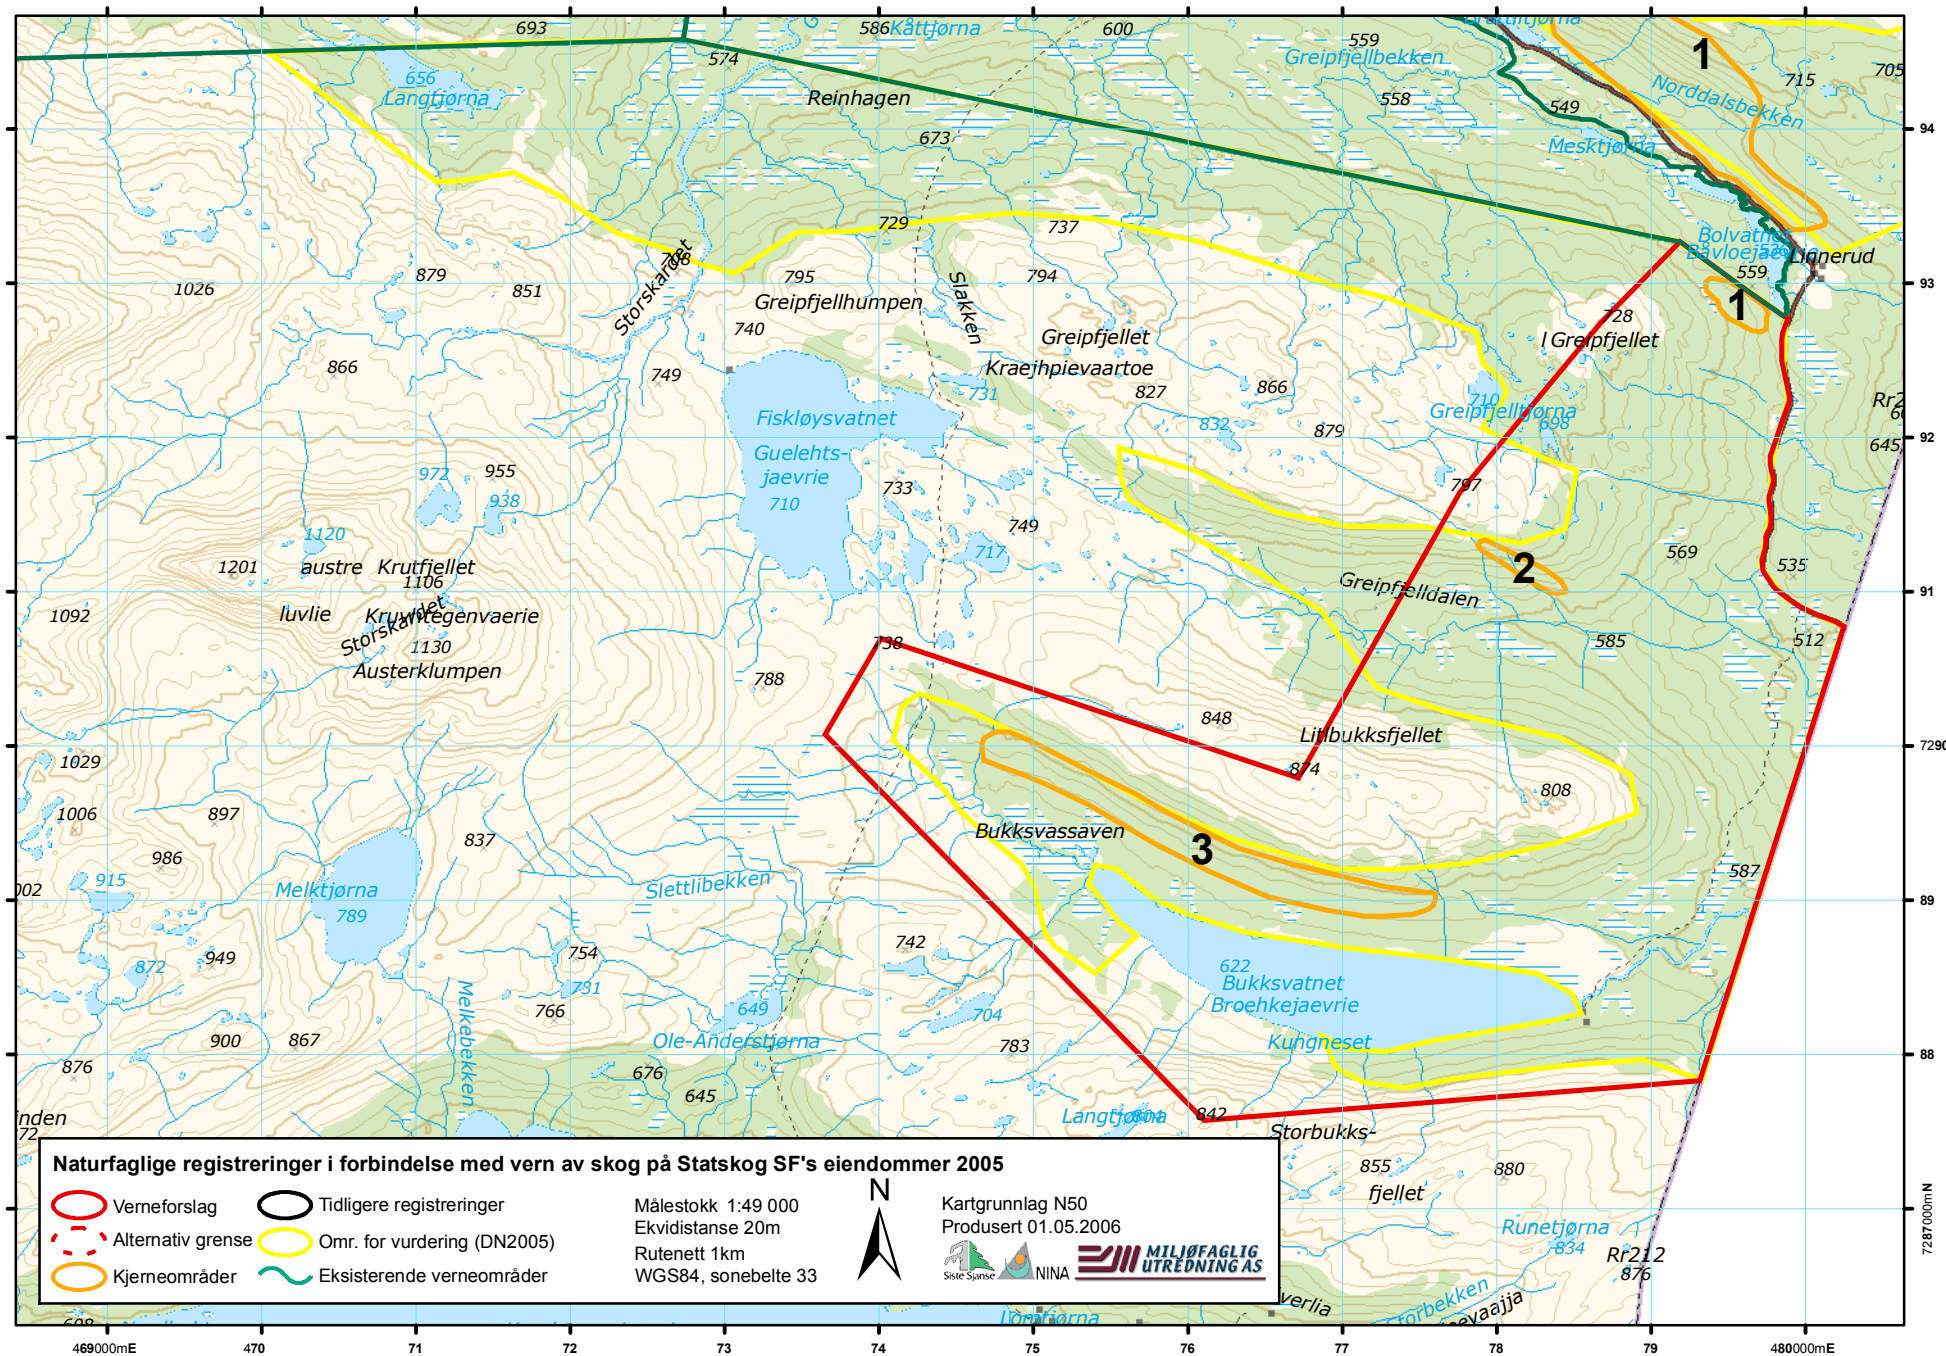 693
586
Kåttjørna
600
559
Greipfjellbekken
1
715
705
574
656
Langtjørna
Reinhagen
558
549
Norddalsbekken
94
673
Mesktjørna
729
737
Bolvatnet
Bavloejaevrie
Linnerud
559
879
851
1026
Storskardet
795
794
Greipfjellhumpen
Slakken
93
1
740
728
I Greipfjellet
Greipfjellet
Kraejhpievaartoe
866
749
731
827
866
710
Greipfjelltjørna
698
Fiskløysvatnet
832
879
92
645
Guelehts-
jaevrie
710
972
955
938
733
797
749
717
1120
1201
austre Krutfjellet
1106
569
535
2
Greipfjelldalen
91
1092
luvlie Kruvhtegenvaerie
Storskardet
1130
Austerklumpen
738
585
512
788
848
Litlbukksfjellet
7290
1029
874
808
1006
897
837
Bukksvassaven
3
986
587
915
Melktjørna
789
Slettlibekken
89
742
949
872
754
731
622
Bukksvatnet
Broehkejaevrie
766
649
704
Melkebekken
900
867
Ole-Anderstjørna
783
Kungneset
88
876
676
645
Langtjørna
804
842
Storbukks-
fjellet
855
880
Runetjørna
834
Rr212
876
Storbekken
7287000mN
Naturfaglige registreringer i forbindelse med vern av skog på Statskog SF's eiendommer 2005
Verneforslag
Tidligere registreringer
Alternativ grense
Omr. for vurdering (DN2005)
Kjerneområder
Eksisterende verneområder
Målestokk 1:49 000
Ekvidistanse 20m
Rutenett 1km
WGS84, sonebelte 33
N
Kartgrunnlag N50
Produsert 01.05.2006
Siste Sjanse
NINA
MILJØFAGLIG
UTREDNING AS
469000mE
470
71
72
73
74
75
76
77
78
79
480000mE